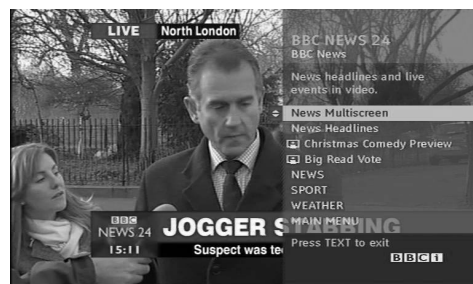 LIVE North London
BBC NEWS 24
BBC News
News headlines and live
events in video.
News Multiscreen
News Headlines
Christmas Comedy Preview
Big Read Vote
NEWS
SPORT
WEATHER
MAIN MENU
Press TEXT to exit
BBC 1
BBC
NEWS 24
15:11
JOGGER STABBING
Suspect was